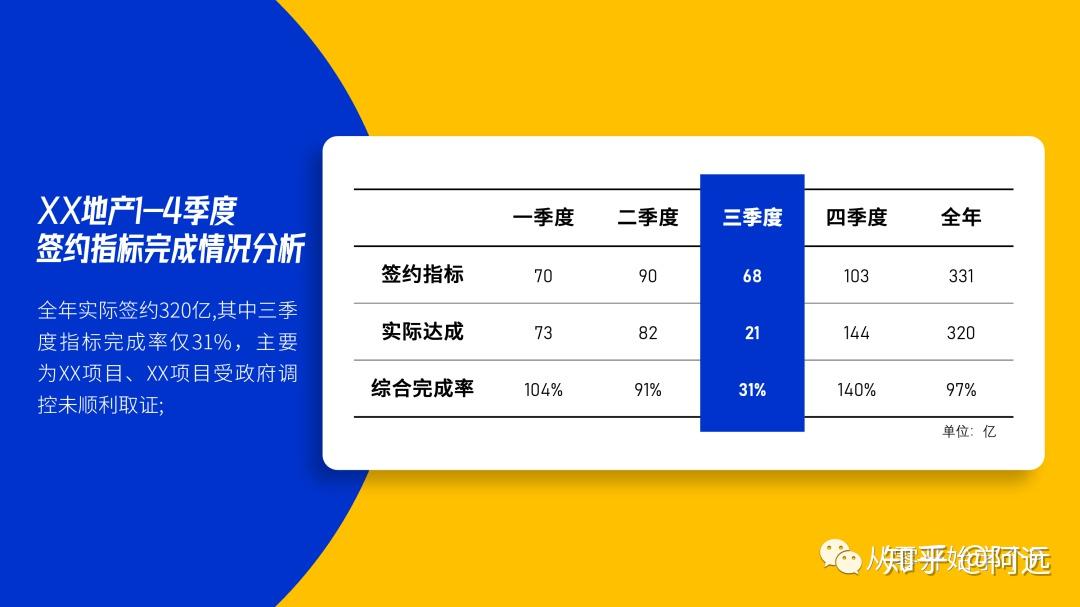 XX地产1-4季度
签约指标完成情况分析
全年实际签约320亿,其中三季
度指标完成率仅31%，主要
为XX项目、XX项目受政府调
控未顺利取证;
一季度 二季度 三季度 四季度 全年
签约指标 70 90 68 103 331
实际达成 73 82 21 144 320
综合完成率 104% 91% 31% 140% 97%
单位：亿
知乎 @阿远